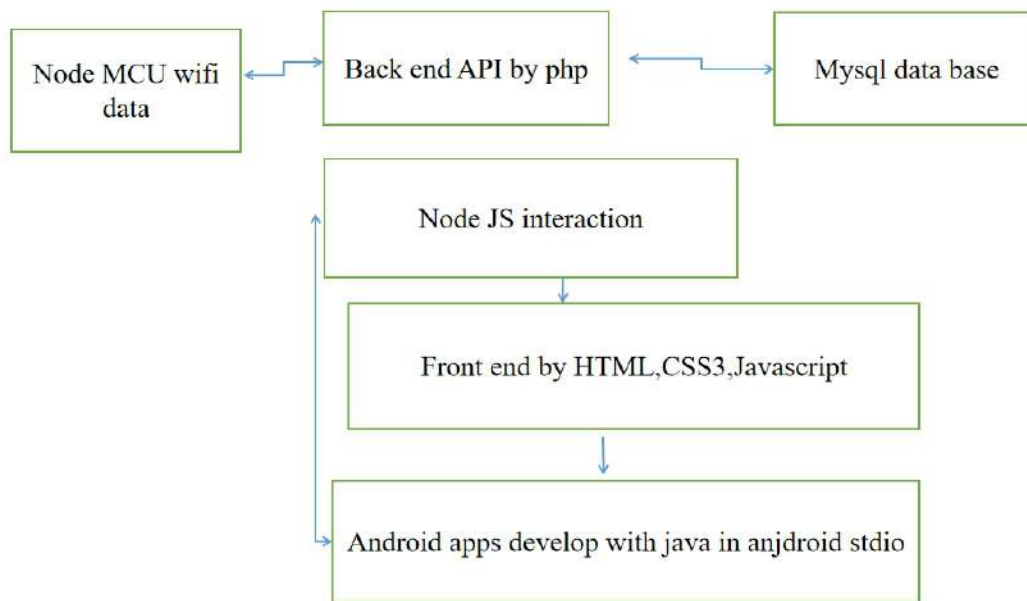 Node MCU wifi
data
Back end API by php
Mysql data base
Node JS interaction
Front end by HTML,CSS3,Javascript
Android apps develop with java in anjdroid stdio